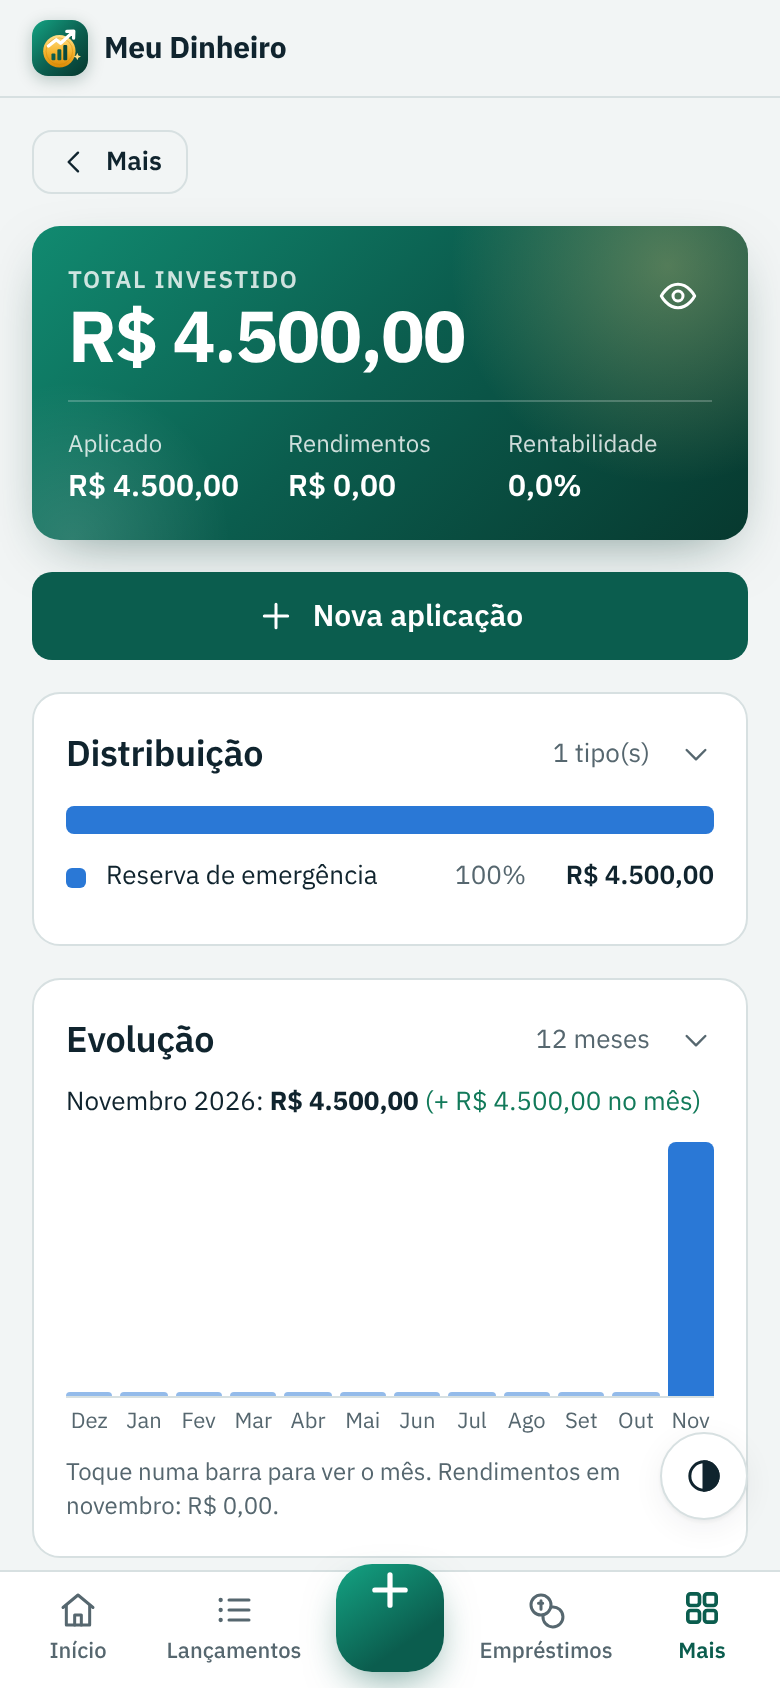 Meu Dinheiro
Mais
TOTAL INVESTIDO
R$ 4.500,00
Aplicado Rendimentos Rentabilidade
R$ 4.500,00 R$ 0,00 0,0%
Nova aplicação
Distribuição 1 tipo(s)
Reserva de emergência 100% R$ 4.500,00
Evolução 12 meses
Novembro 2026: R$ 4.500,00 (+ R$ 4.500,00 no mês)
Dez Jan Fev Mar Abr Mai Jun Jul Ago Set Out Nov
Toque numa barra para ver o mês. Rendimentos em
novembro: R$ 0,00.
Início Lançamentos Empréstimos Mais